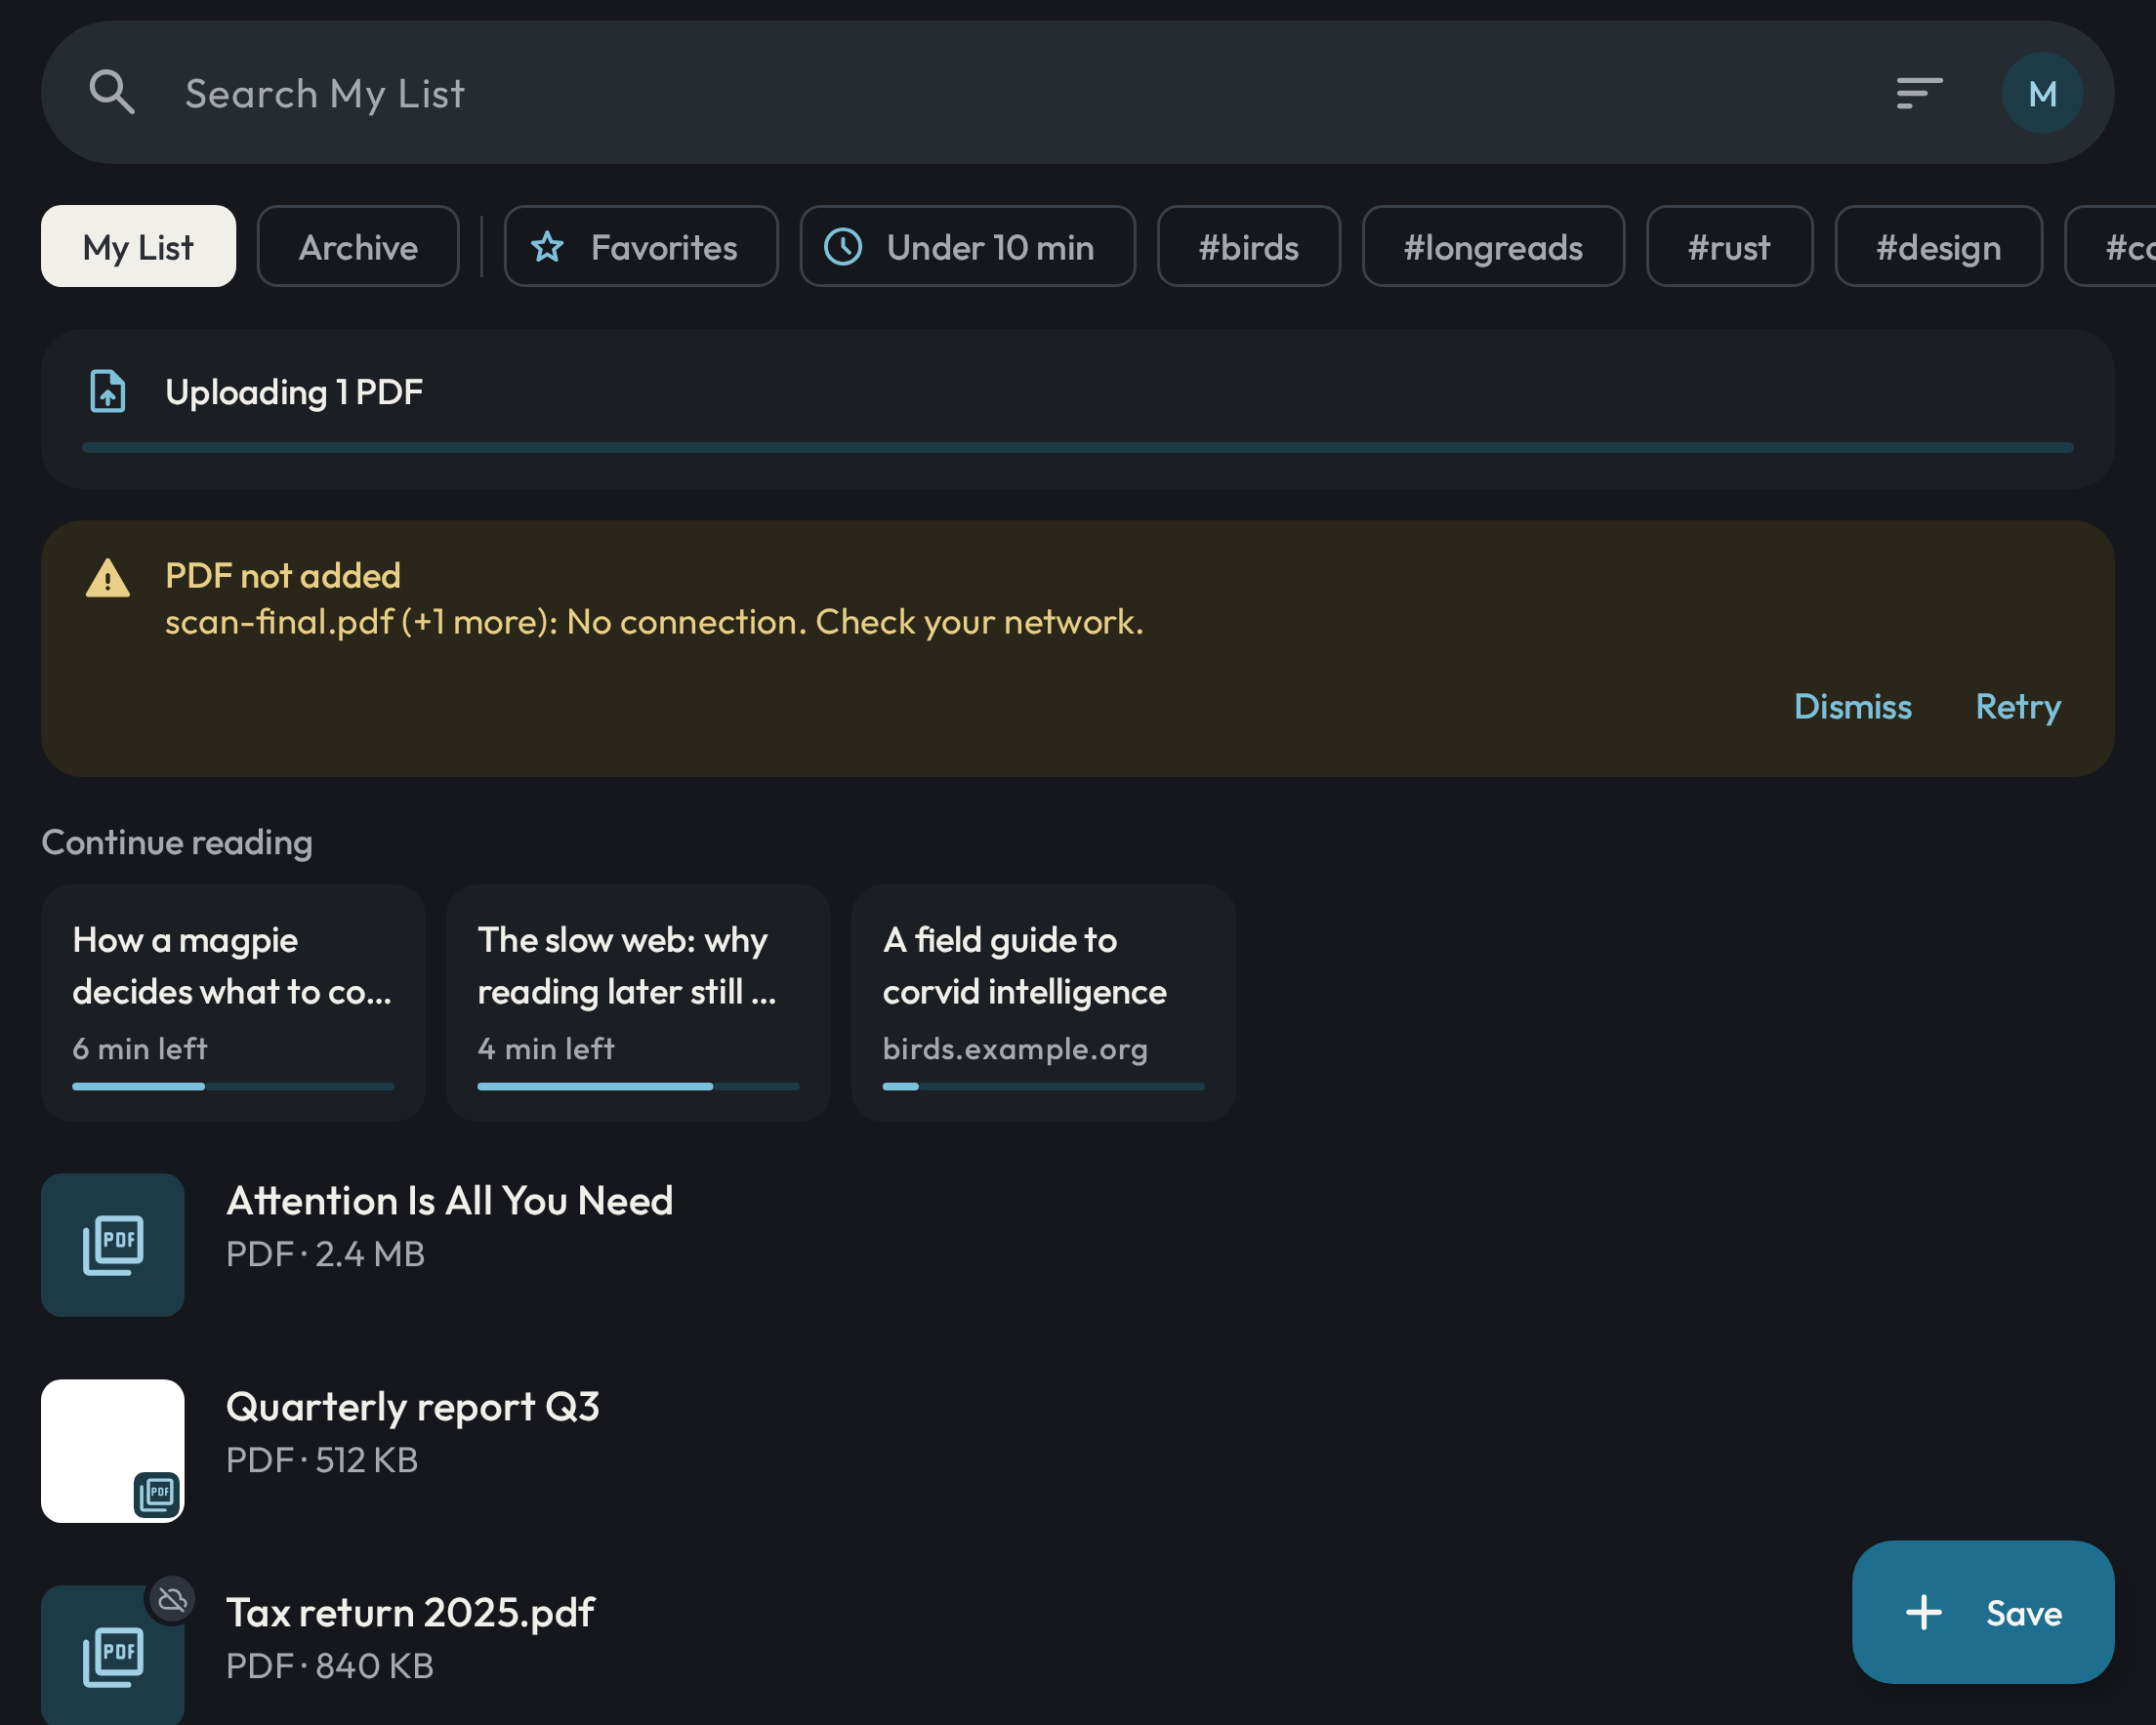 Search My List
M
My List
Archive
Favorites
Under 10 min
#birds
#longreads
#rust
#design
Uploading 1 PDF
PDF not added
scan-final.pdf (+1 more): No connection. Check your network.
Dismiss
Retry
Continue reading
How a magpie
decides what to co...
6 min left
The slow web: why
reading later still ...
4 min left
A field guide to
corvid intelligence
birds.example.org
PDF
Attention Is All You Need
PDF · 2.4 MB
Quarterly report Q3
PDF · 512 KB
PDF
Tax return 2025.pdf
PDF · 840 KB
PDF
Save